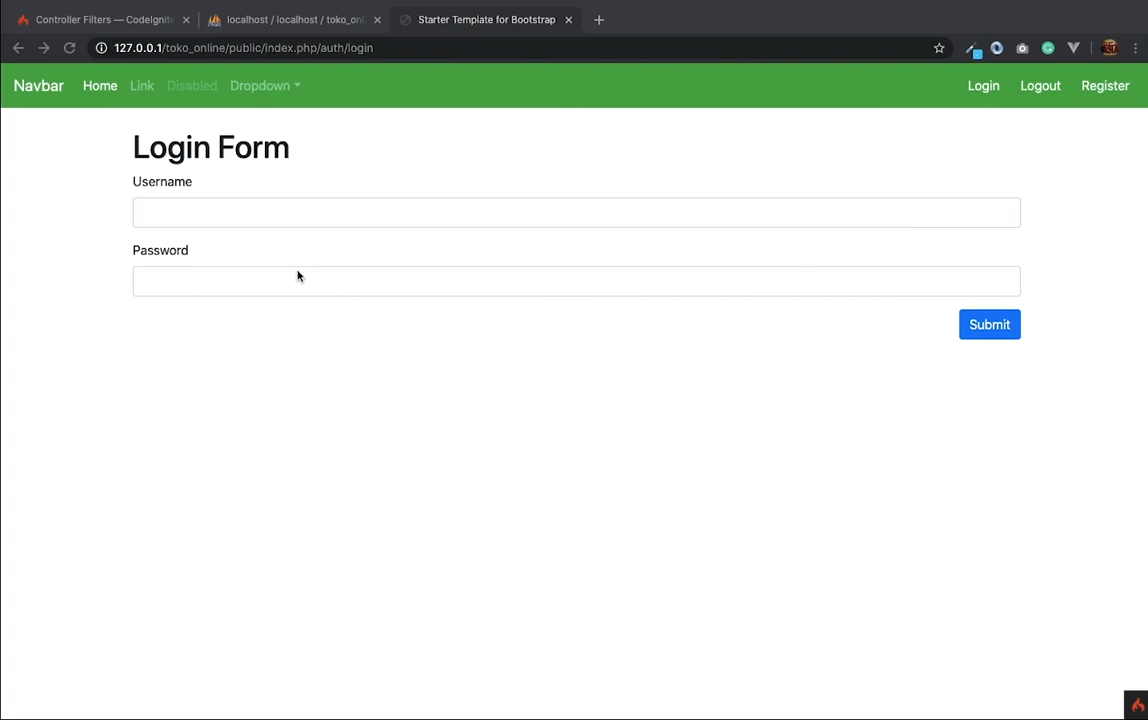 Controller Filters — CodeIgnite
localhost / localhost / toko_onl
Starter Template for Bootstrap
127.0.0.1/toko_online/public/index.php/auth/login
Navbar Home Link Disabled Dropdown Login Logout Register
Login Form
Username
Password
Submit